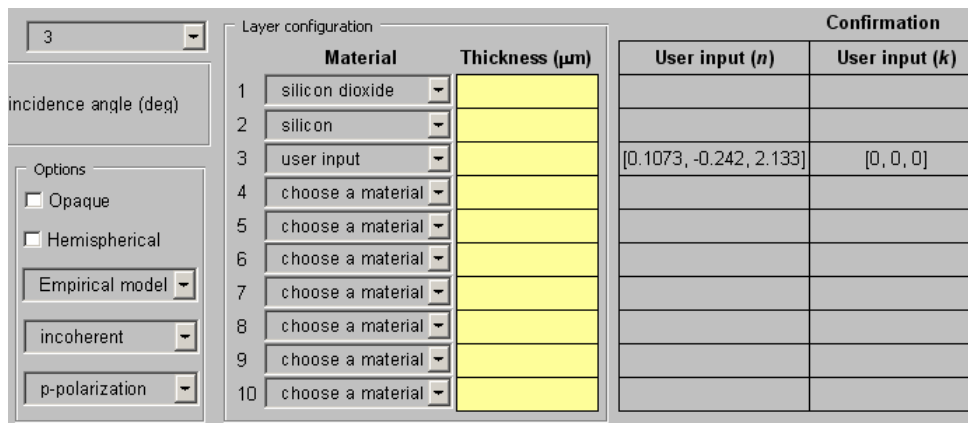 3
incidence angle (deg)
Options
Opaque
Hemispherical
Empirical model
incoherent
p-polarization
Layer configuration
Material Thickness (μm)
1 silicon dioxide
2 silicon
3 user input
4 choose a material
5 choose a material
6 choose a material
7 choose a material
8 choose a material
9 choose a material
10 choose a material
Confirmation
User input (n) User input (k)
[0.1073, -0.242, 2.133] [0, 0, 0]